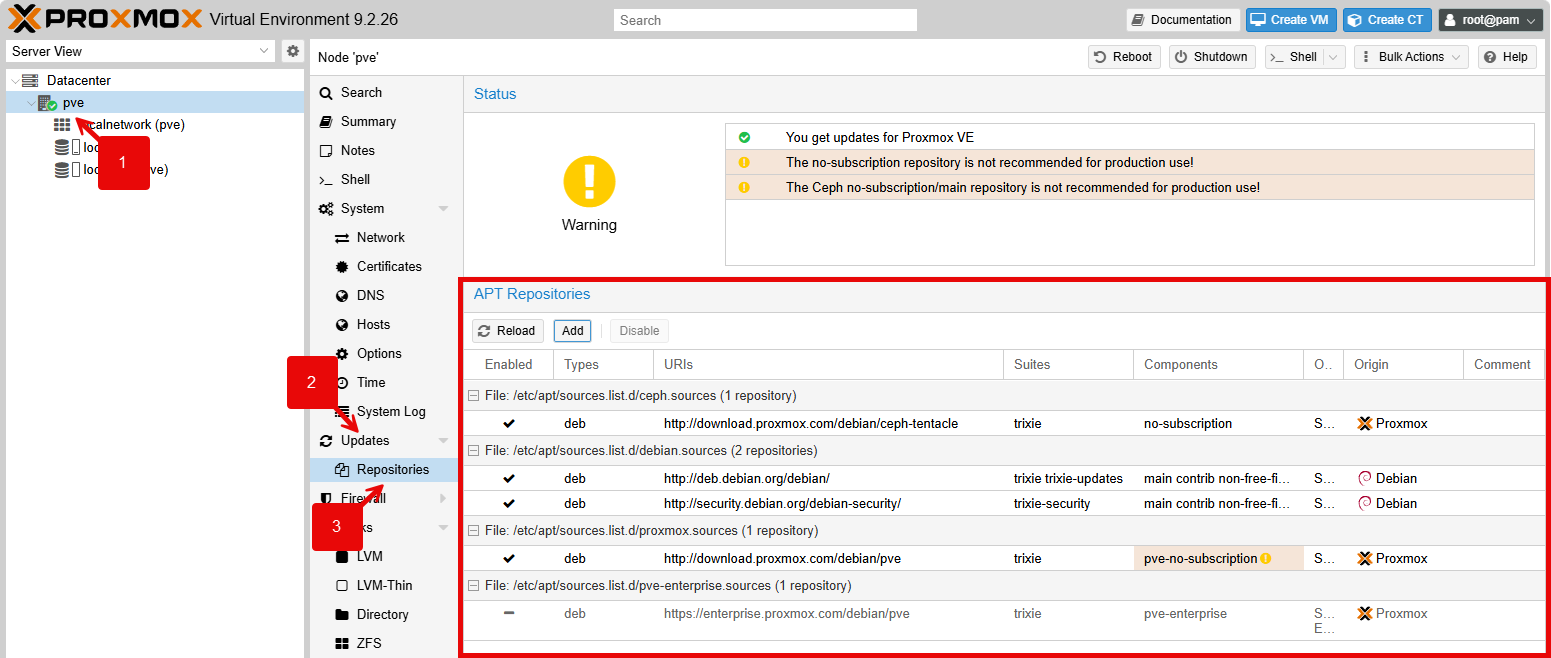 PROXMOX Virtual Environment 9.2.26
Search
Documentation
Create VM
Create CT
root@pam
Server View
Datacenter
pve
calnetwork (pve)
1
Node 'pve'
Reboot
Shutdown
Shell
Bulk Actions
Help
Search
Summary
Notes
Shell
System
Network
Certificates
DNS
Hosts
Options
Time
System Log
Updates
Repositories
Firewall
LVM
LVM-Thin
Directory
ZFS
2
3
Status
Warning
You get updates for Proxmox VE
The no-subscription repository is not recommended for production use!
The Ceph no-subscription/main repository is not recommended for production use!
APT Repositories
Reload
Add
Disable
Enabled Types URIs Suites Components O.. Origin Comment
File: /etc/apt/sources.list.d/ceph.sources (1 repository)
deb http://download.proxmox.com/debian/ceph-tentacle trixie no-subscription S... Proxmox
File: /etc/apt/sources.list.d/debian.sources (2 repositories)
deb http://deb.debian.org/debian/ trixie trixie-updates main contrib non-free-fi... S... Debian
deb http://security.debian.org/debian-security/ trixie-security main contrib non-free-fi... S... Debian
File: /etc/apt/sources.list.d/proxmox.sources (1 repository)
deb http://download.proxmox.com/debian/pve trixie pve-no-subscription S... Proxmox
File: /etc/apt/sources.list.d/pve-enterprise.sources (1 repository)
deb https://enterprise.proxmox.com/debian/pve trixie pve-enterprise S... Proxmox
E...